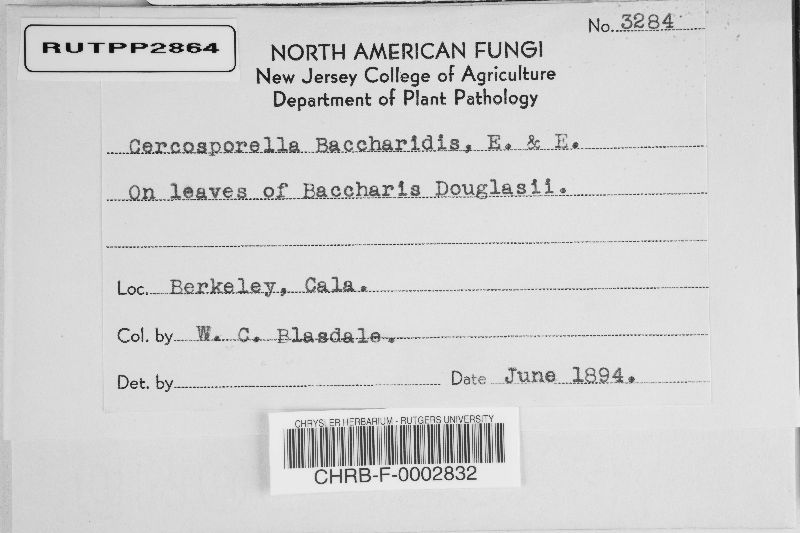 No. 3284
RUTPP2864
NORTH AMERICAN FUNGI
New Jersey College of Agriculture
Department of Plant Pathology
Cercosporella Baccharidis, E. & E.
On leaves of Baccharis Douglasii.
Loc. Berkeley, Cala.
Col. by W. C. Blasdale.
Det. by Date June 1894.
CHRYSLER HERBARIUM - RUTGERS UNIVERSITY
CHRB-F-0002832